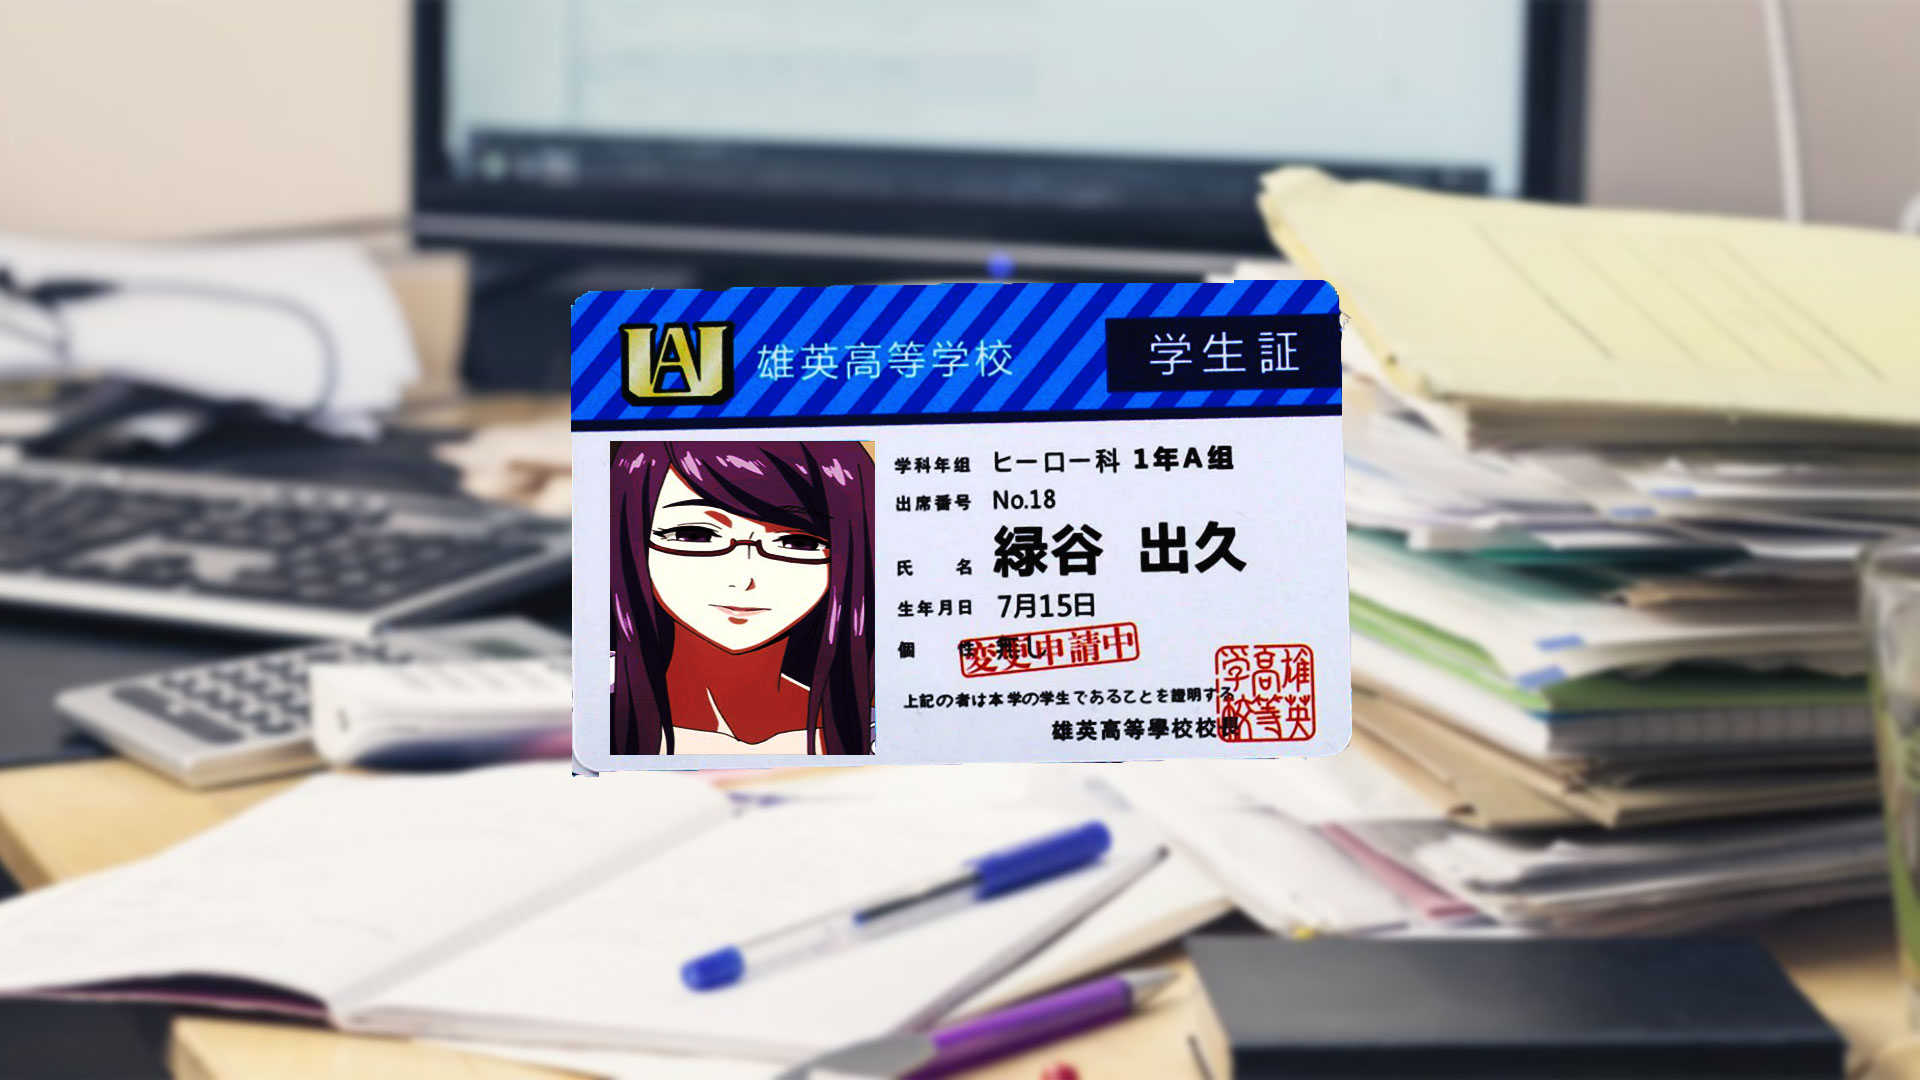 UA 雄英高等学校 学生証
学科年組 ヒーロー科 1年A組
出席番号 No.18
氏名 緑谷 出久
生年月日 7月15日
個性 無し
変更申請中
上記の者は本学の学生であることを證明する
雄英高等學校校長
雄英高等学校